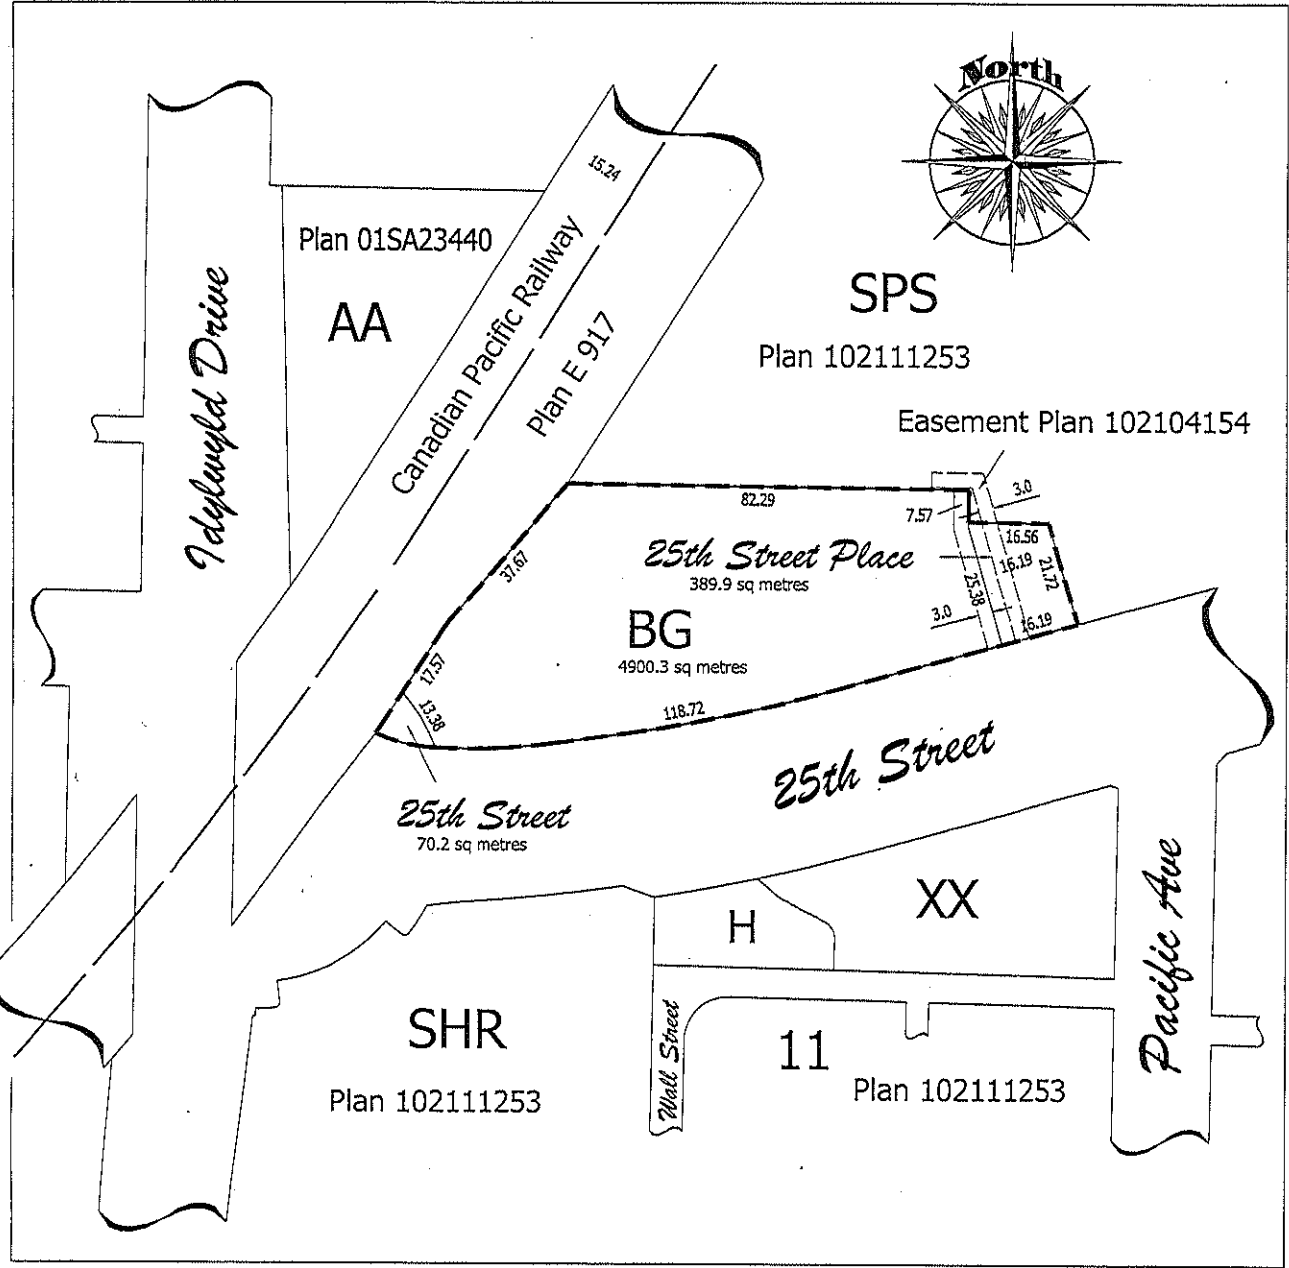 North
15.24
Plan 01SA23440
AA
Idylwyld Drive
Canadian Pacific Railway
Plan E 917
SPS
Plan 102111253
Easement Plan 102104154
82.29
7.57
3.0
16.56
37.67
25th Street Place
389.9 sq metres
16.19
21.72
25.38
BG
4900.3 sq metres
3.0
16.19
17.57
13.38
118.72
25th Street
25th Street
70.2 sq metres
H
XX
Pacific Ave
SHR
Plan 102111253
Wall Street
11
Plan 102111253